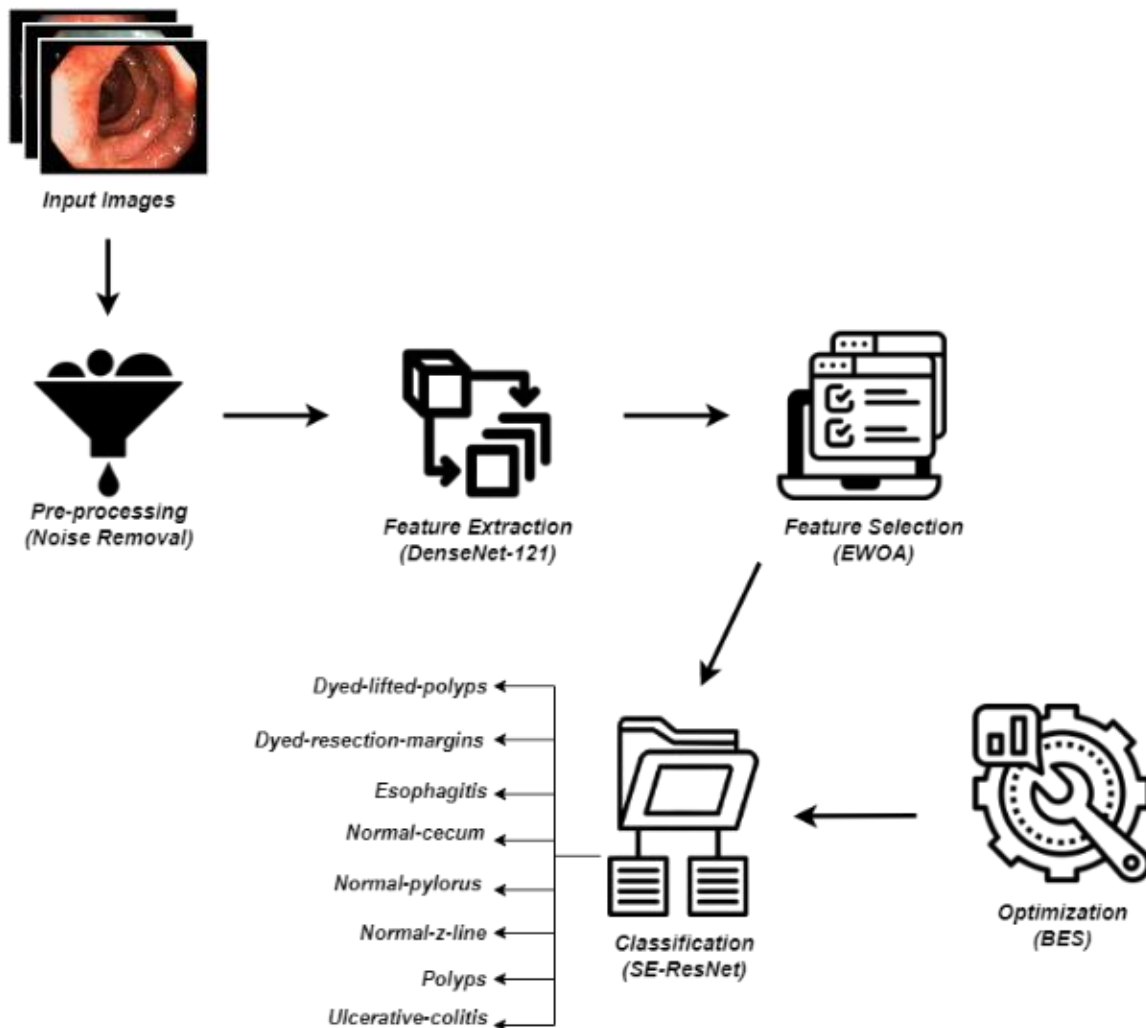 Input Images
Pre-processing
(Noise Removal)
Feature Extraction
(DenseNet-121)
Feature Selection
(EWOA)
Dyed-lifted-polyps
Dyed-resection-margins
Esophagitis
Normal-cecum
Normal-pylorus
Normal-z-line
Polyps
Ulcerative-colitis
Classification
(SE-ResNet)
Optimization
(BES)